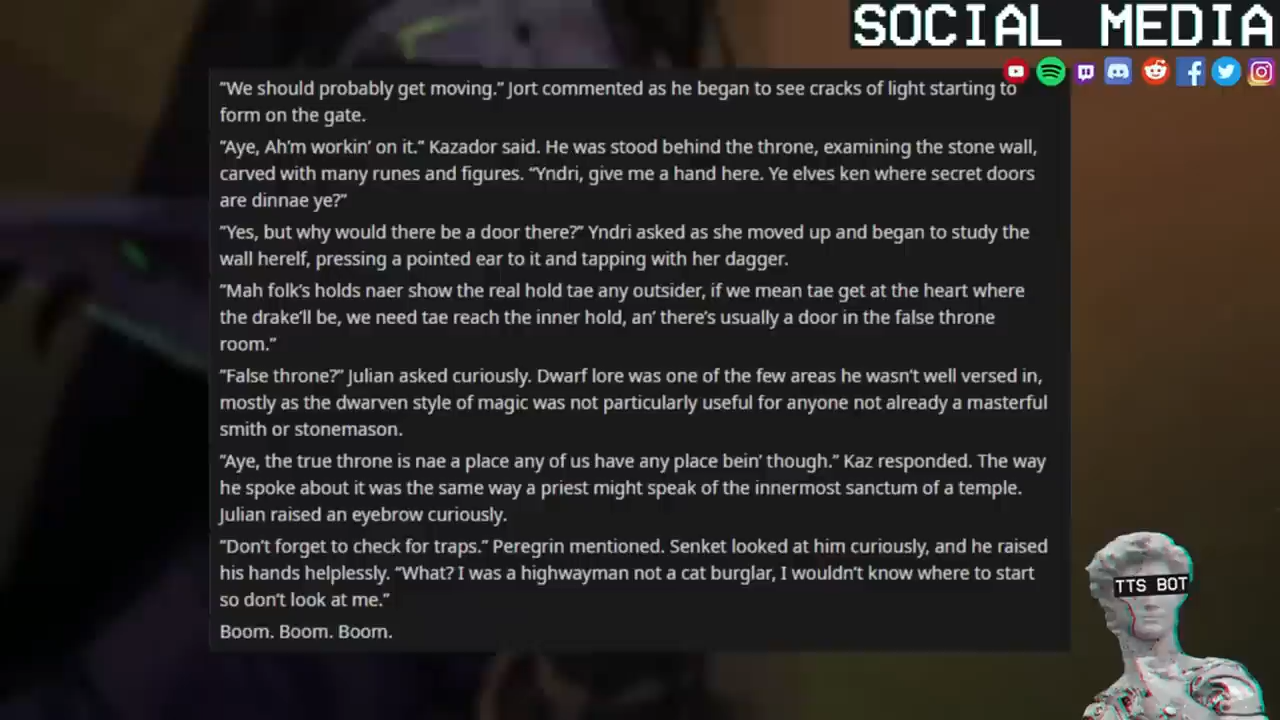 SOCIAL MEDIA
“We should probably get moving.” Jort commented as he began to see cracks of light starting to
form on the gate.
“Aye, Ah’m workin’ on it.” Kazador said. He was stood behind the throne, examining the stone wall,
carved with many runes and figures. “Yndri, give me a hand here. Ye elves ken where secret doors
are dinnae ye?”
“Yes, but why would there be a door there?” Yndri asked as she moved up and began to study the
wall herelf, pressing a pointed ear to it and tapping with her dagger.
“Mah folk’s holds naer show the real hold tae any outsider, if we mean tae get at the heart where
the drake’ll be, we need tae reach the inner hold, an’ there’s usually a door in the false throne
room.”
“False throne?” Julian asked curiously. Dwarf lore was one of the few areas he wasn’t well versed in,
mostly as the dwarven style of magic was not particularly useful for anyone not already a masterful
smith or stonemason.
“Aye, the true throne is nae a place any of us have any place bein’ though.” Kaz responded. The way
he spoke about it was the same way a priest might speak of the innermost sanctum of a temple.
Julian raised an eyebrow curiously.
“Don’t forget to check for traps.” Peregrin mentioned. Senket looked at him curiously, and he raised
his hands helplessly. “What? I was a highwayman not a cat burglar, I wouldn’t know where to start
so don’t look at me.”
Boom. Boom. Boom.
TTS BOT